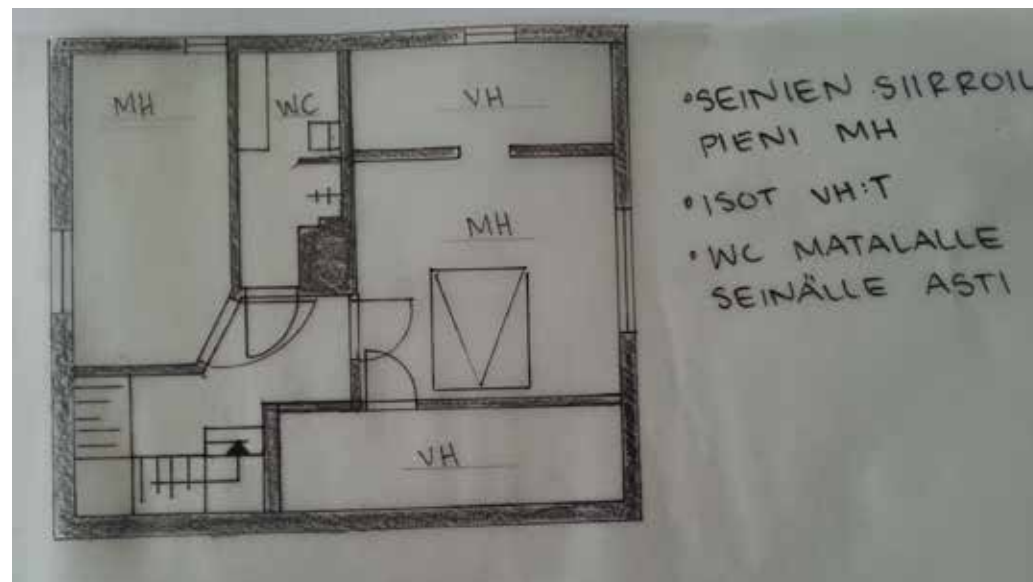 MH
WC
VH
MH
VH
•SEINIEN SIIRROIL
PIENI MH
•ISOT VH:T
•WC MATALALLE
SEINÄLLE ASTI